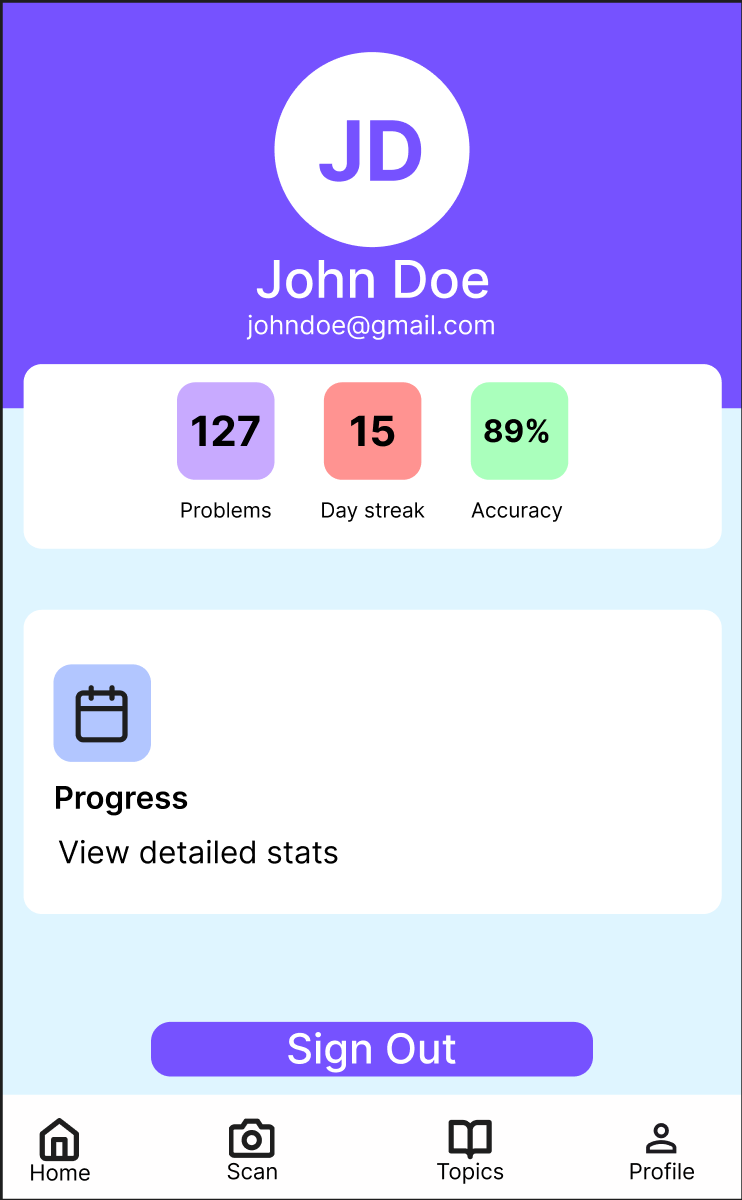 JD
John Doe
johndoe@gmail.com
127 15 89%
Problems Day streak Accuracy
Progress
View detailed stats
Sign Out
Home Scan Topics Profile